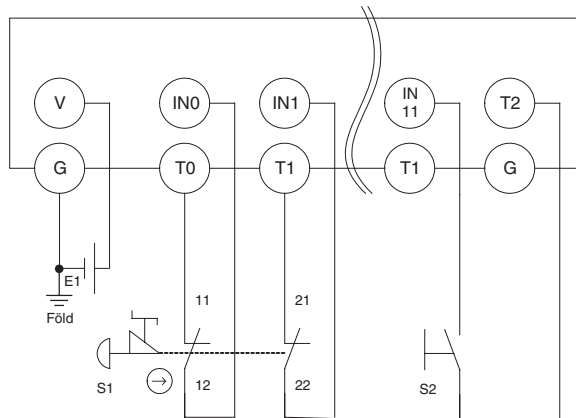 V IN0 IN1 IN 11 T2
G T0 T1 T1 G
E1
Föld
11 21
S1 12 22 S2